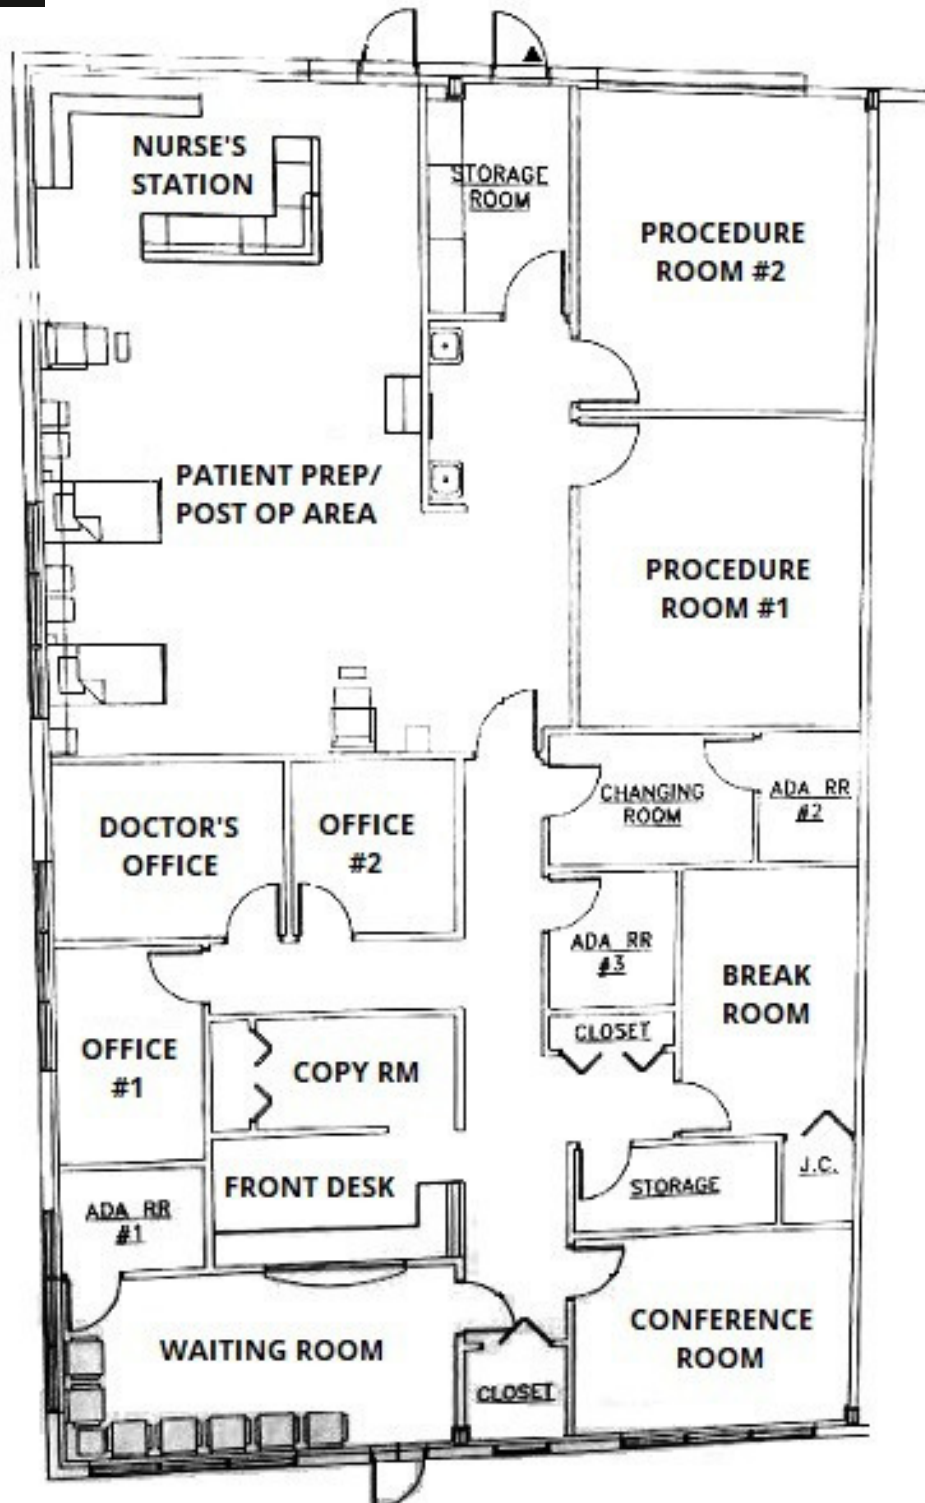 NURSE'S
STATION
STORAGE
ROOM
PROCEDURE
ROOM #2
PATIENT PREP/
POST OP AREA
PROCEDURE
ROOM #1
DOCTOR'S
OFFICE
OFFICE
#2
CHANGING
ROOM
ADA RR
#2
ADA RR
#3
BREAK
ROOM
OFFICE
#1
COPY RM
CLOSET
FRONT DESK
STORAGE
J.C.
ADA RR
#1
WAITING ROOM
CONFERENCE
ROOM
CLOSET